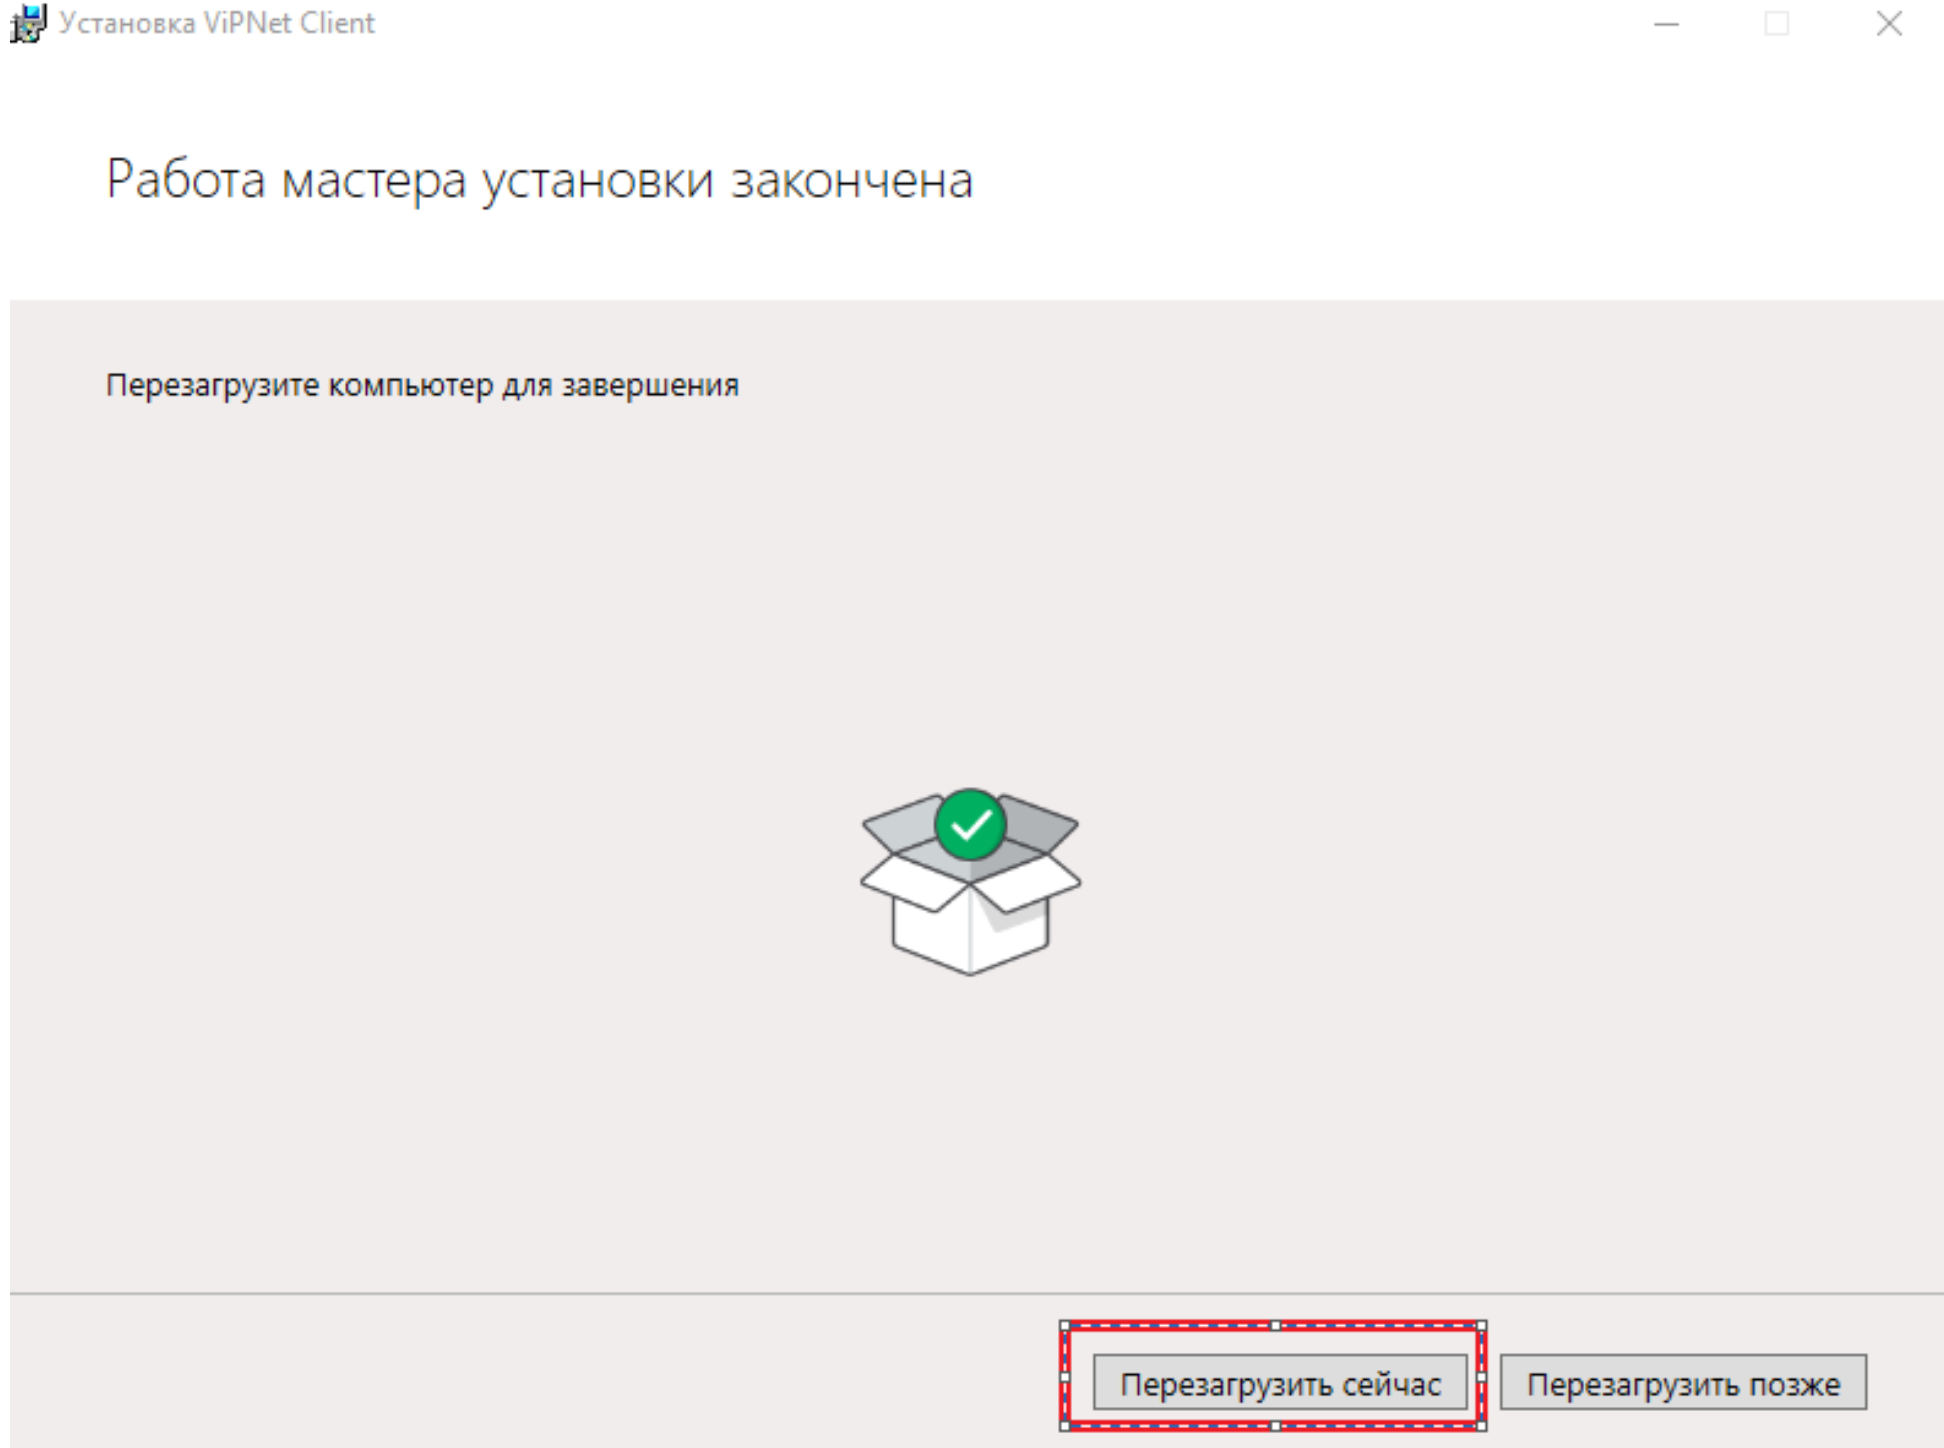 Установка ViPNet Client
Работа мастера установки закончена
Перезагрузите компьютер для завершения
Перезагрузить сейчас
Перезагрузить позже